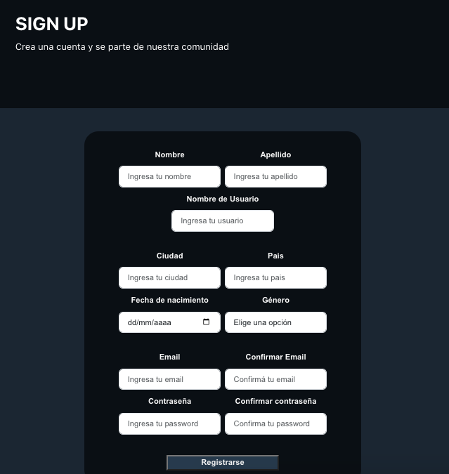 SIGN UP
Crea una cuenta y se parte de nuestra comunidad
Nombre Apellido
Ingresa tu nombre Ingresa tu apellido
Nombre de Usuario
Ingresa tu usuario
Ciudad Pais
Ingresa tu ciudad Ingresa tu pais
Fecha de nacimiento Género
dd/mm/aaaa Elige una opción
Email Confirmar Email
Ingresa tu email Confirmá tu email
Contraseña Confirmar contraseña
Ingresa tu password Confirma tu password
Registrarse